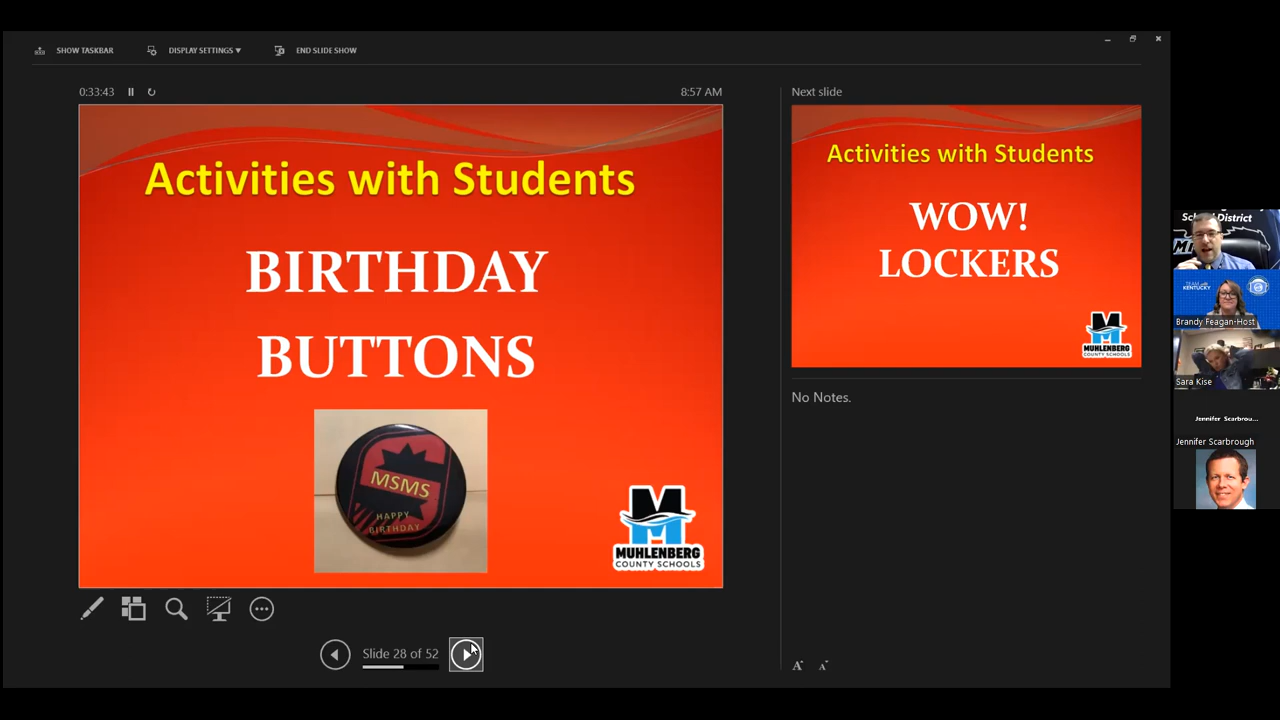 SHOW TASKBAR
DISPLAY SETTINGS ▾
END SLIDE SHOW
0:33:43
8:57 AM
Activities with Students
BIRTHDAY
BUTTONS
MSMS
HAPPY
BIRTHDAY
M
MUHLENBERG
COUNTY SCHOOLS
Slide 28 of 52
Next slide
Activities with Students
WOW!
LOCKERS
M
MUHLENBERG
COUNTY SCHOOLS
No Notes.
A
A
School District
TEAM
KENTUCKY
Brandy Feagan-Host
Sara Kise
Jennifer Scarbrou...
Jennifer Scarbrough